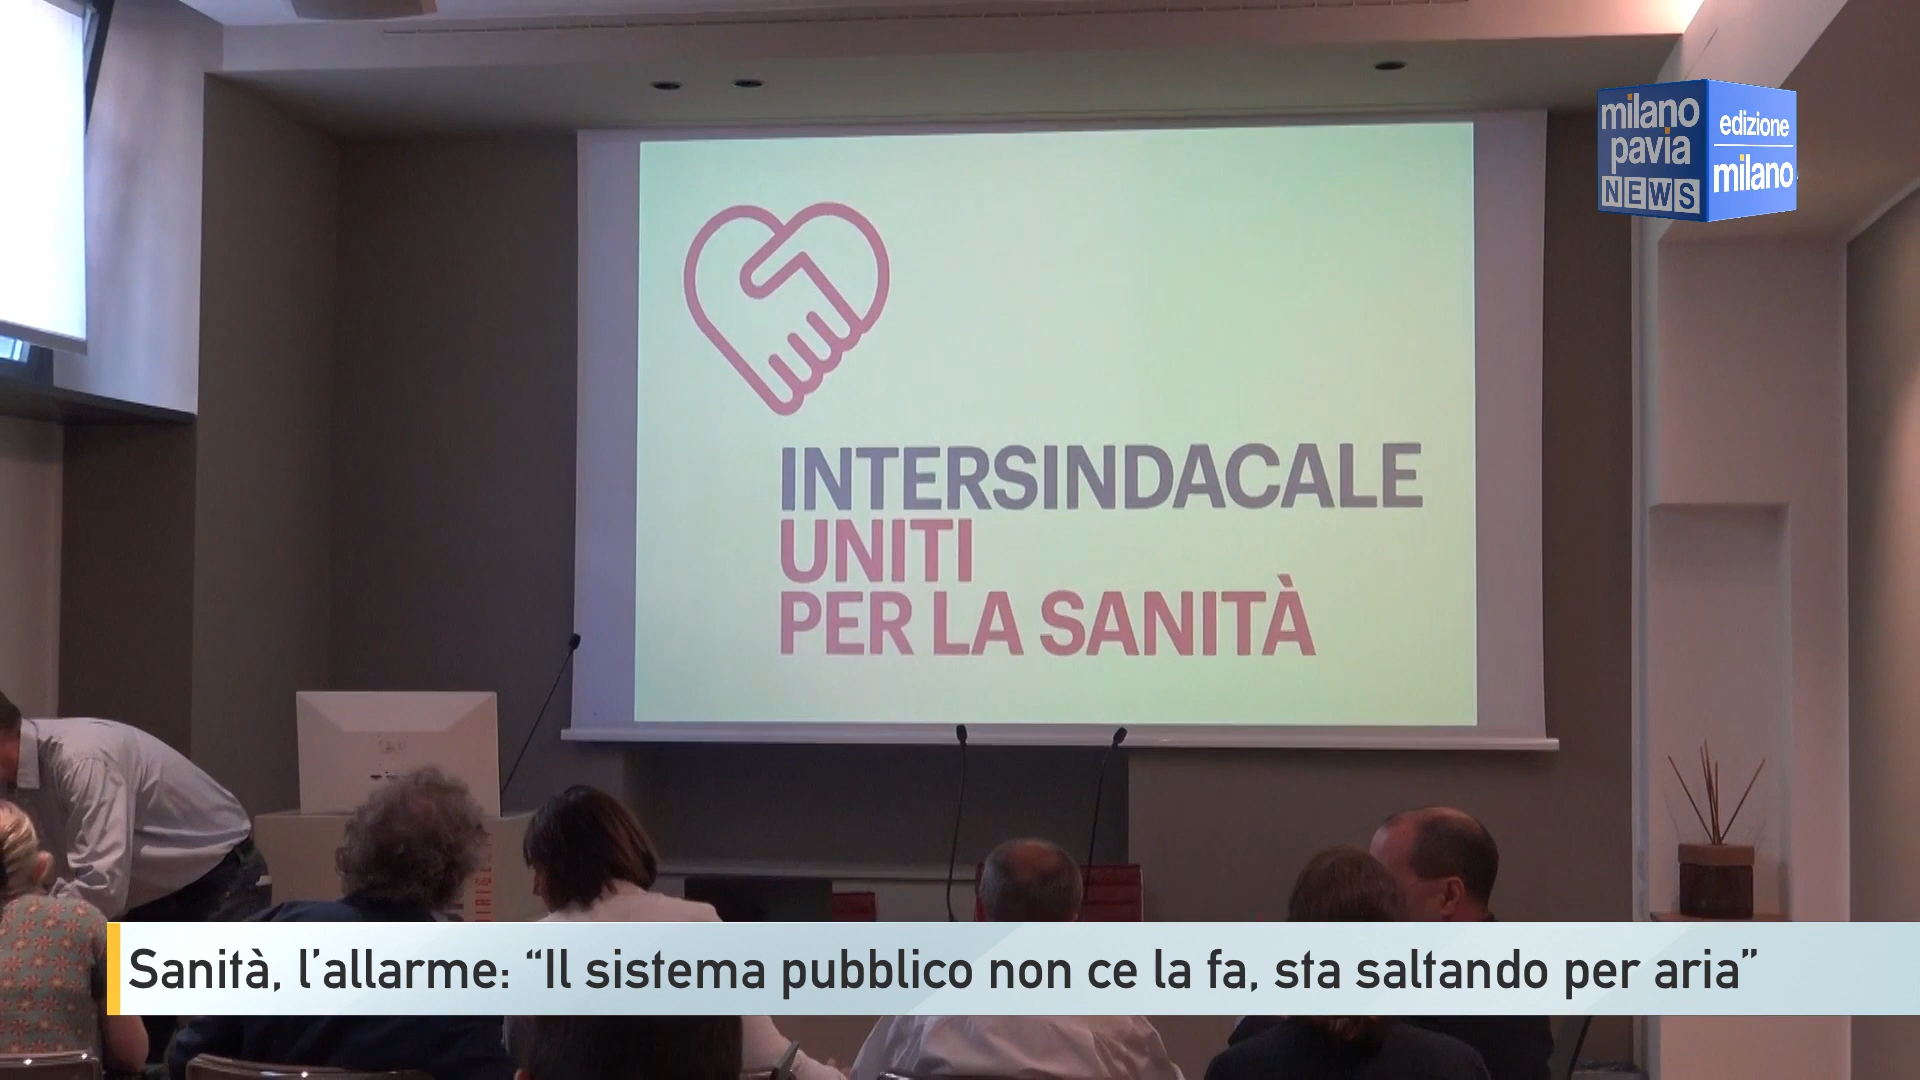 milano
pavia
NEWS
edizione
milano
INTERSINDACALE
UNITI
PER LA SANITÀ
Sanità, l’allarme: “Il sistema pubblico non ce la fa, sta saltando per aria”